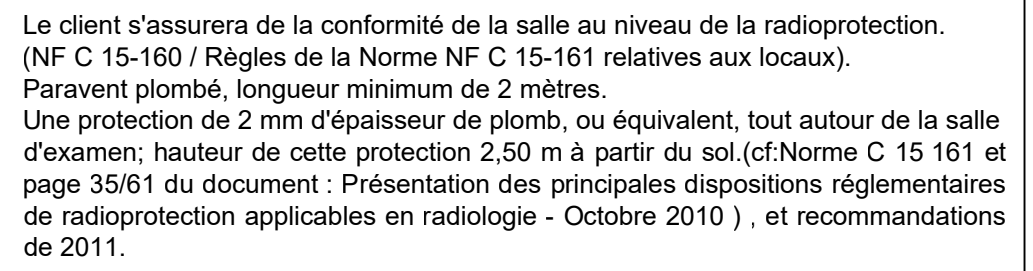 Le client s'assurera de la conformité de la salle au niveau de la radioprotection.
(NF C 15-160 / Règles de la Norme NF C 15-161 relatives aux locaux).
Paravent plombé, longueur minimum de 2 mètres.
Une protection de 2 mm d'épaisseur de plomb, ou équivalent, tout autour de la salle
d'examen; hauteur de cette protection 2,50 m à partir du sol.(cf:Norme C 15 161 et
page 35/61 du document : Présentation des principales dispositions réglementaires
de radioprotection applicables en radiologie - Octobre 2010 ) , et recommandations
de 2011.